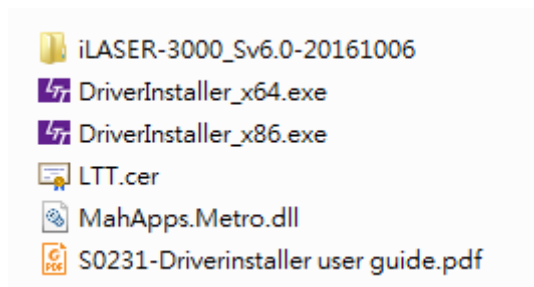 iLASER-3000_Sv6.0-20161006
DriverInstaller_x64.exe
DriverInstaller_x86.exe
LTT.cer
MahApps.Metro.dll
S0231-Driverinstaller user guide.pdf